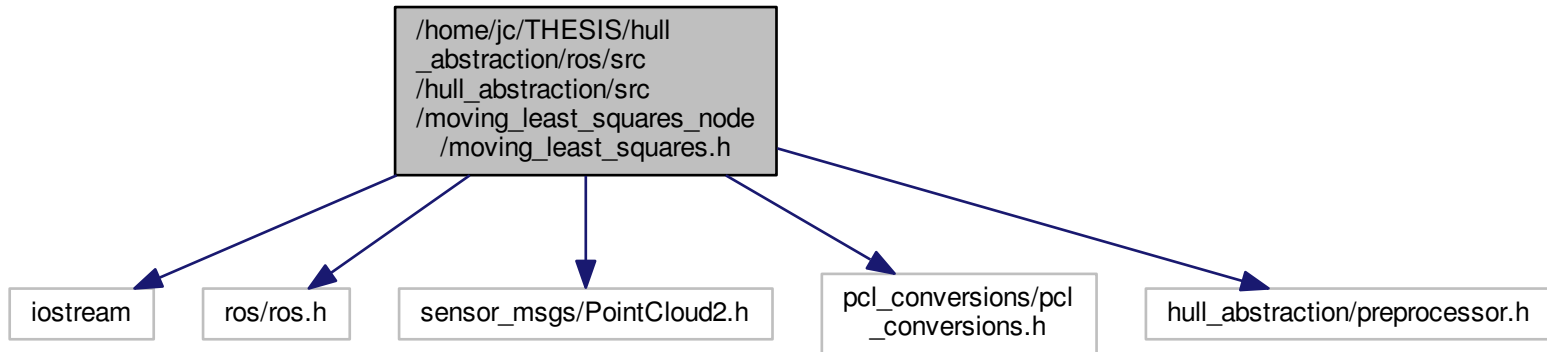 /home/jc/THESIS/hull
_abstraction/ros/src
/hull_abstraction/src
/moving_least_squares_node
/moving_least_squares.h
iostream
ros/ros.h
sensor_msgs/PointCloud2.h
pcl_conversions/pcl
_conversions.h
hull_abstraction/preprocessor.h